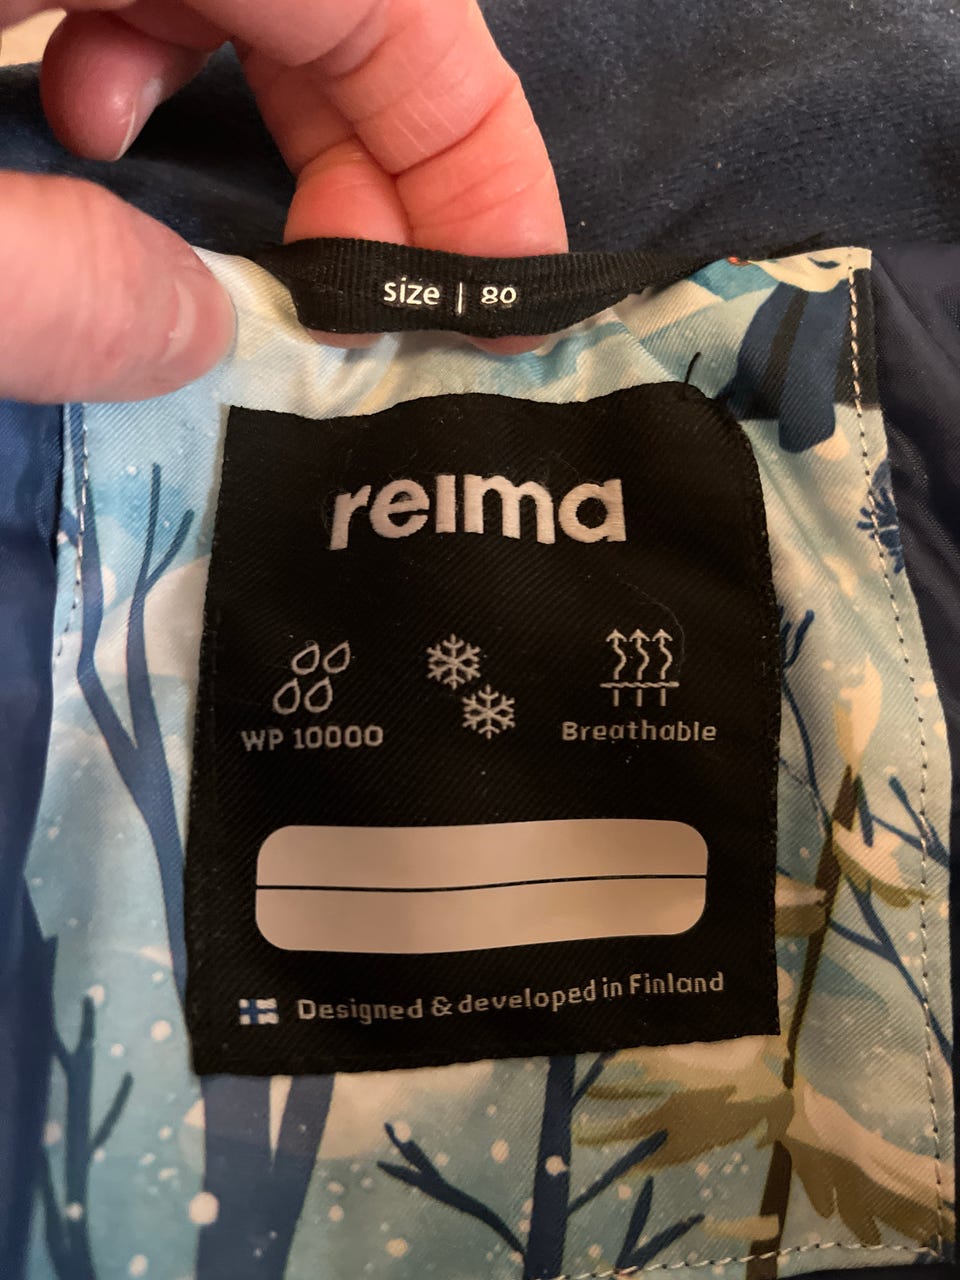 size | 80
reima
WP 10000
Breathable
Designed & developed in Finland